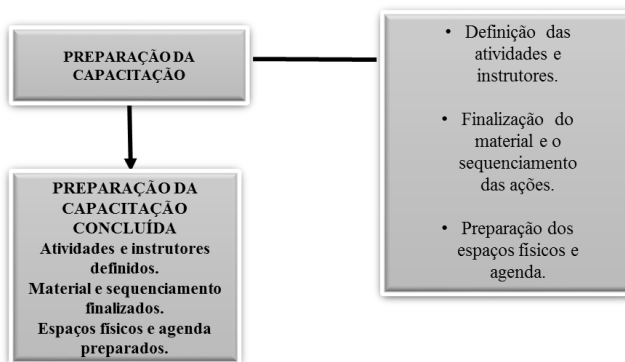 PREPARAÇÃO DA
CAPACITAÇÃO
• Definição das
atividades e
instrutores.
• Finalização do
material e o
sequenciamento
das ações.
• Preparação dos
espaços físicos e
agenda.
PREPARAÇÃO DA
CAPACITAÇÃO
CONCLUÍDA
Atividades e instrutores
definidos.
Material e sequenciamento
finalizados.
Espaços físicos e agenda
preparados.